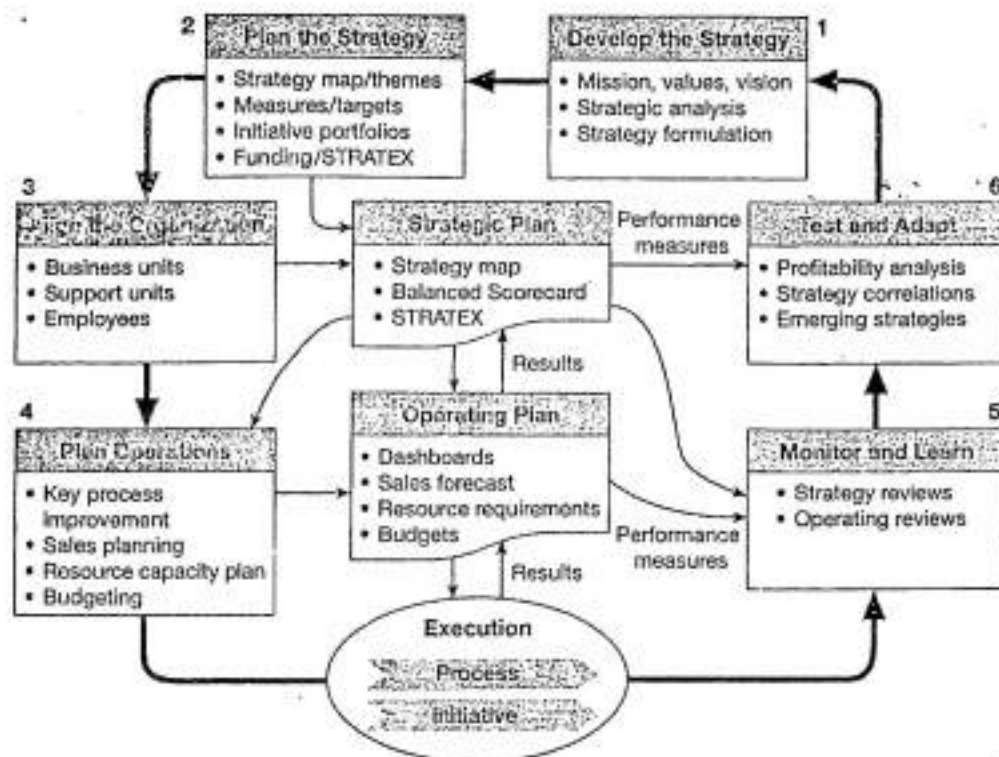 2
Plan the Strategy
• Strategy map/themes
• Measures/targets
• Initiative portfolios
• Funding/STRATEX
Develop the Strategy
1
• Mission, values, vision
• Strategic analysis
• Strategy formulation
3
the Organization
• Business units
• Support units
• Employees
Strategic Plan
• Strategy map
• Balanced Scorecard
• STRATEX
Performance
measures
6
Test and Adapt
• Profitability analysis
• Strategy correlations
• Emerging strategies
Results
4
Plan Operations
• Key process
improvement
• Sales planning
• Resource capacity plan
• Budgeting
Operating Plan
• Dashboards
• Sales forecast
• Resource requirements
• Budgets
Performance
measures
5
Monitor and Learn
• Strategy reviews
• Operating reviews
Results
Execution
Process
Initiative